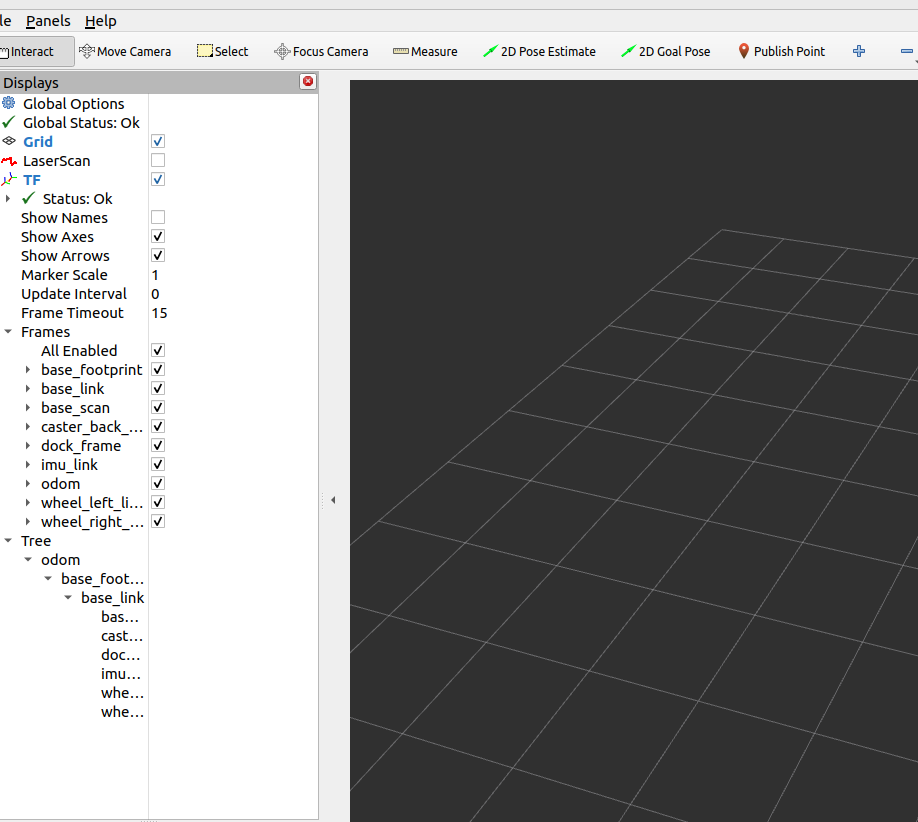 le Panels Help
Interact Move Camera Select Focus Camera Measure 2D Pose Estimate 2D Goal Pose Publish Point
Displays
Global Options
Global Status: Ok
Grid
LaserScan
TF
Status: Ok
Show Names
Show Axes
Show Arrows
Marker Scale 1
Update Interval 0
Frame Timeout 15
Frames
All Enabled
base_footprint
base_link
base_scan
caster_back_...
dock_frame
imu_link
odom
wheel_left_li...
wheel_right_...
Tree
odom
base_foot...
base_link
bas...
cast...
doc...
imu...
whe...
whe...